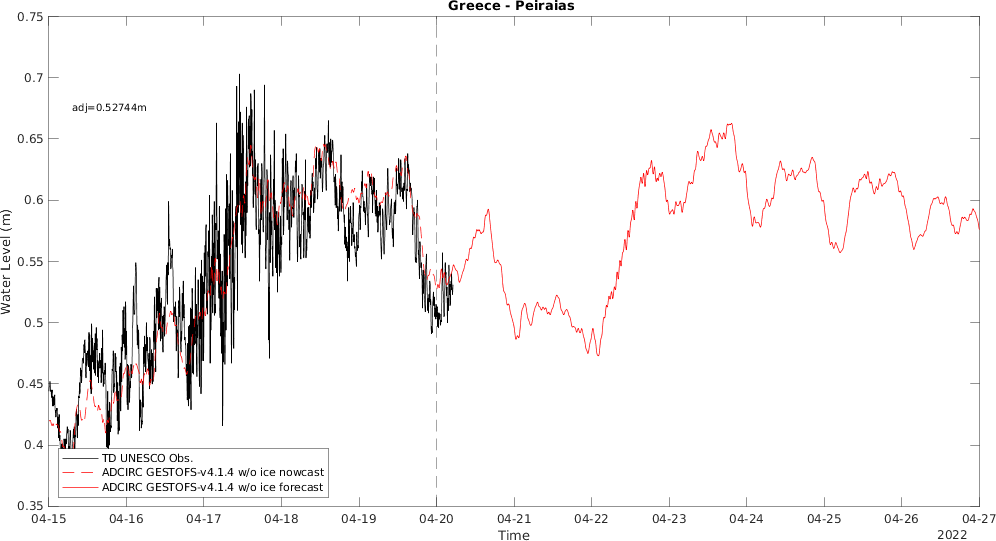 Greece - Peiraias
0.75
0.7
0.65
0.6
0.55
0.5
0.45
0.4
0.35
Water Level (m)
adj=0.52744m
TD UNESCO Obs.
ADCIRC GESTOFS-v4.1.4 w/o ice nowcast
ADCIRC GESTOFS-v4.1.4 w/o ice forecast
04-15 04-16 04-17 04-18 04-19 04-20 04-21 04-22 04-23 04-24 04-25 04-26 04-27
Time
2022